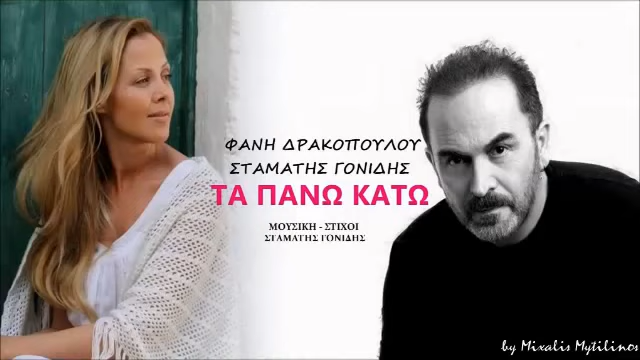 ΦΑΝΗ ΔΡΑΚΟΠΟΥΛΟΥ
ΣΤΑΜΑΤΗΣ ΓΟΝΙΔΗΣ
ΤΑ ΠΑΝΩ ΚΑΤΩ
ΜΟΥΣΙΚΗ - ΣΤΙΧΟΙ
ΣΤΑΜΑΤΗΣ ΓΟΝΙΔΗΣ
by Mixalis Mytilinos